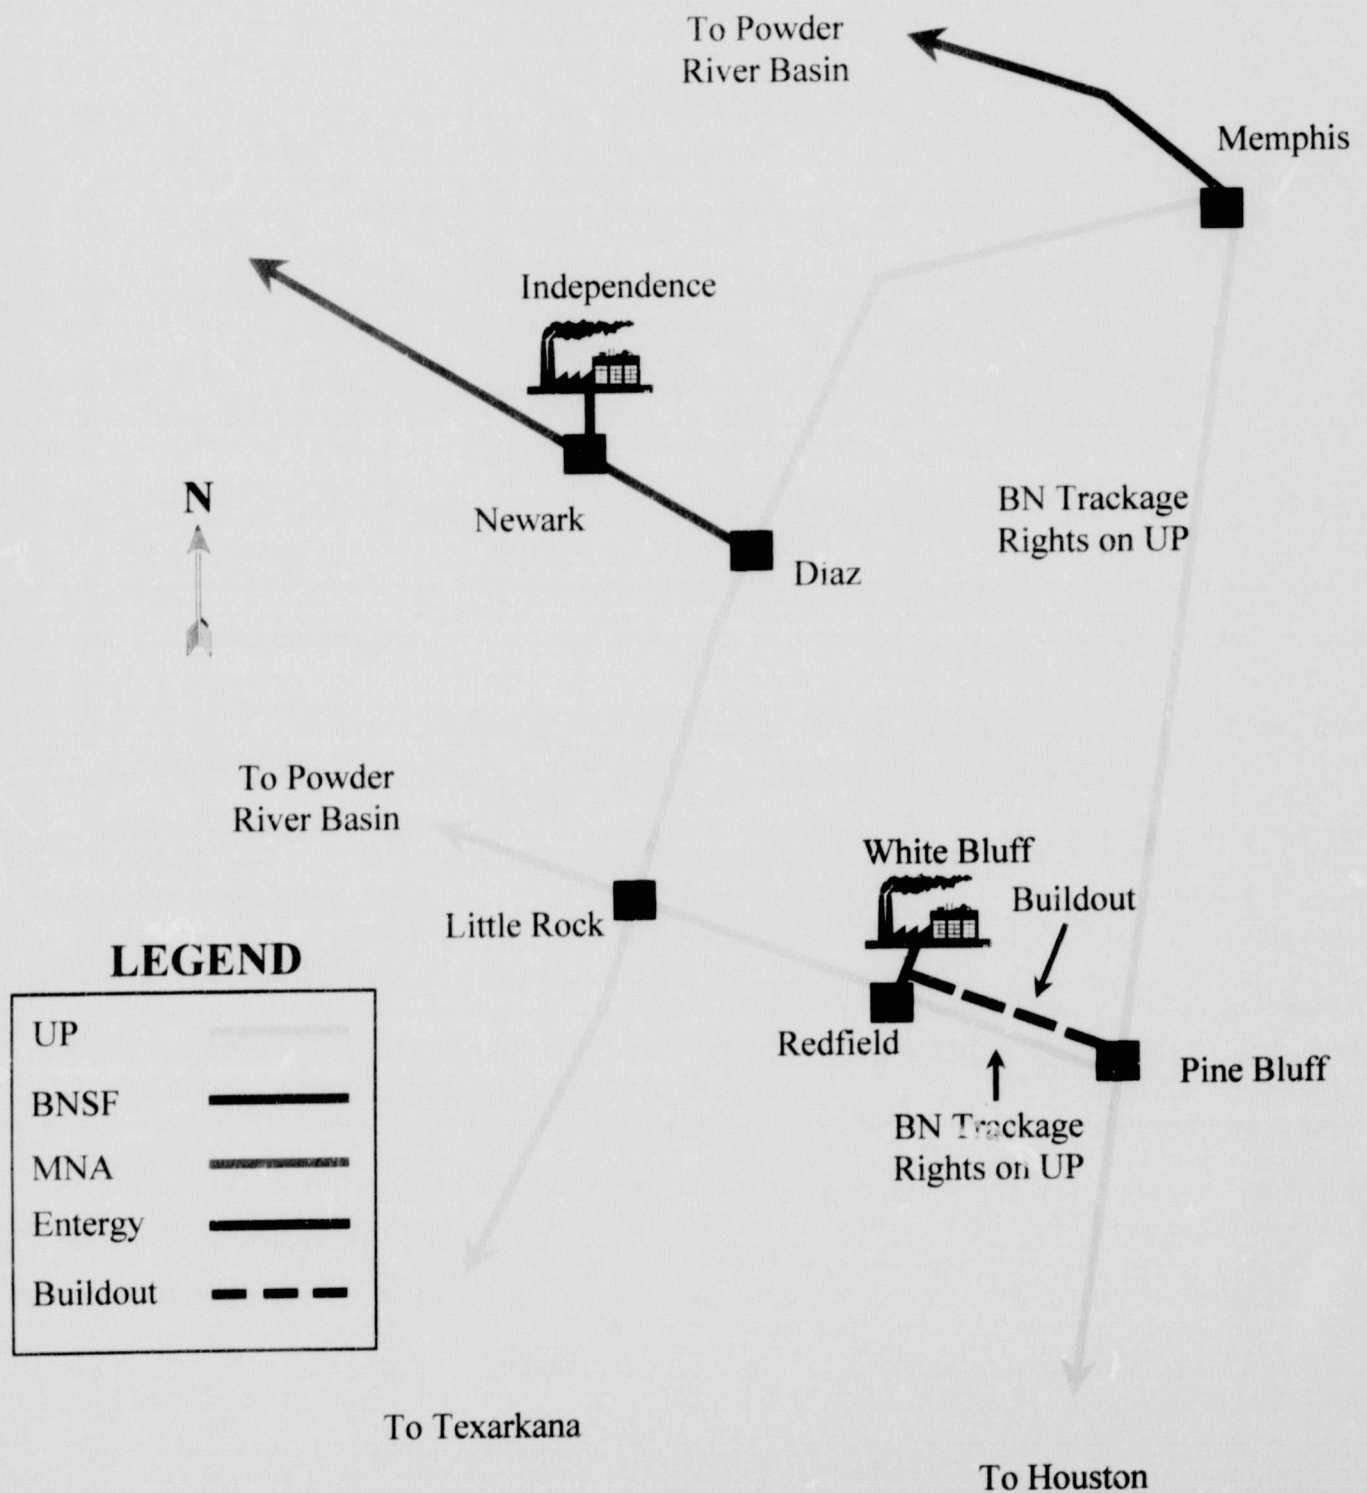 To Powder
River Basin
Memphis
Independence
N
Newark
BN Trackage
Rights on UP
Diaz
To Powder
River Basin
White Bluff
Buildout
Little Rock
LEGEND
UP
BNSF
MNA
Entergy
Buildout
Redfield
Pine Bluff
BN Trackage
Rights on UP
To Texarkana
To Houston